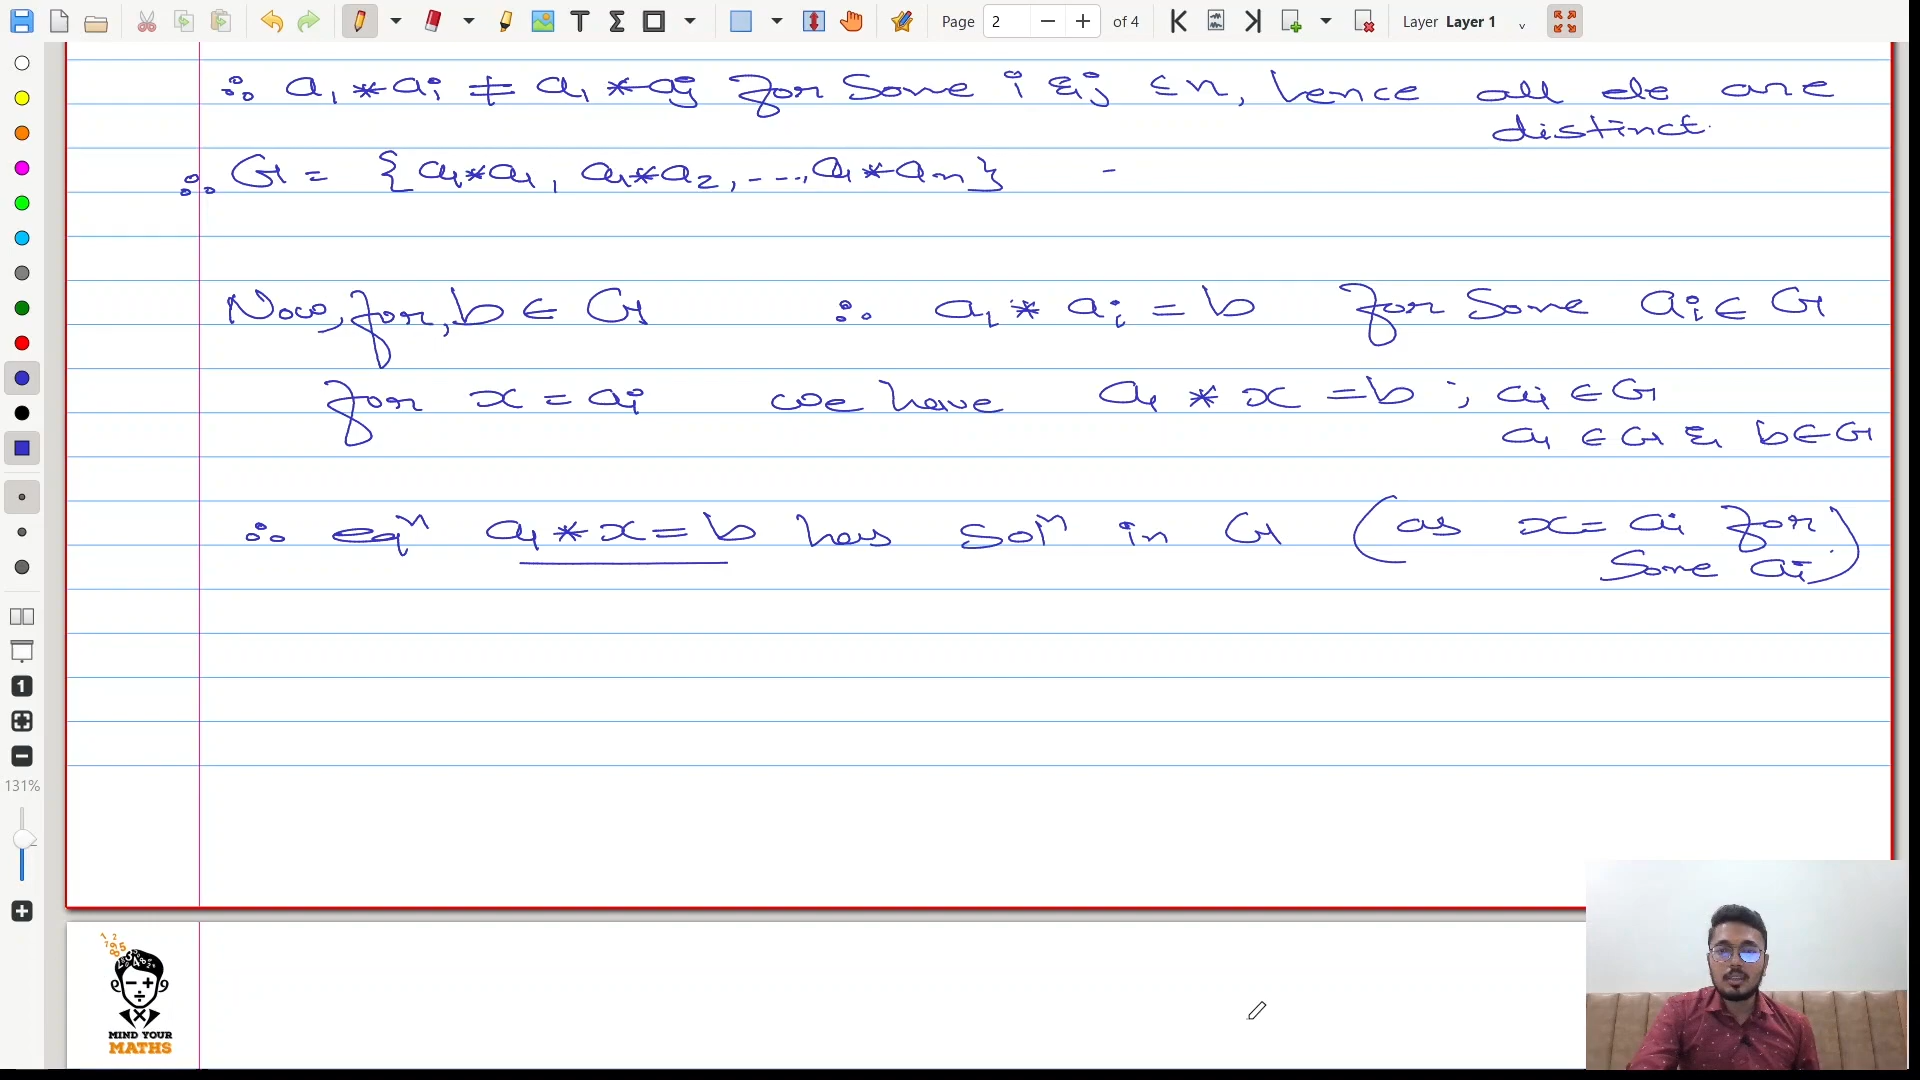 Page 2 of 4 Layer Layer 1
∴ a₁ * aᵢ ≠ a₁ * aⱼ for some i & j ≤ n, hence all ele are
distinct.
∴ G = {a₁*a₁, a₁*a₂, ---, a₁*aₙ} -
Now, for, b ∈ G ∴ a₁ * aᵢ = b for some aᵢ ∈ G
for x = aᵢ we have a₁ * x = b ; aᵢ ∈ G
a₁ ∈ G & b ∈ G
∴ eqⁿ a₁ * x = b has solⁿ in G (as x = aᵢ for
some aᵢ)
1
131%
MIND YOUR
MATHS